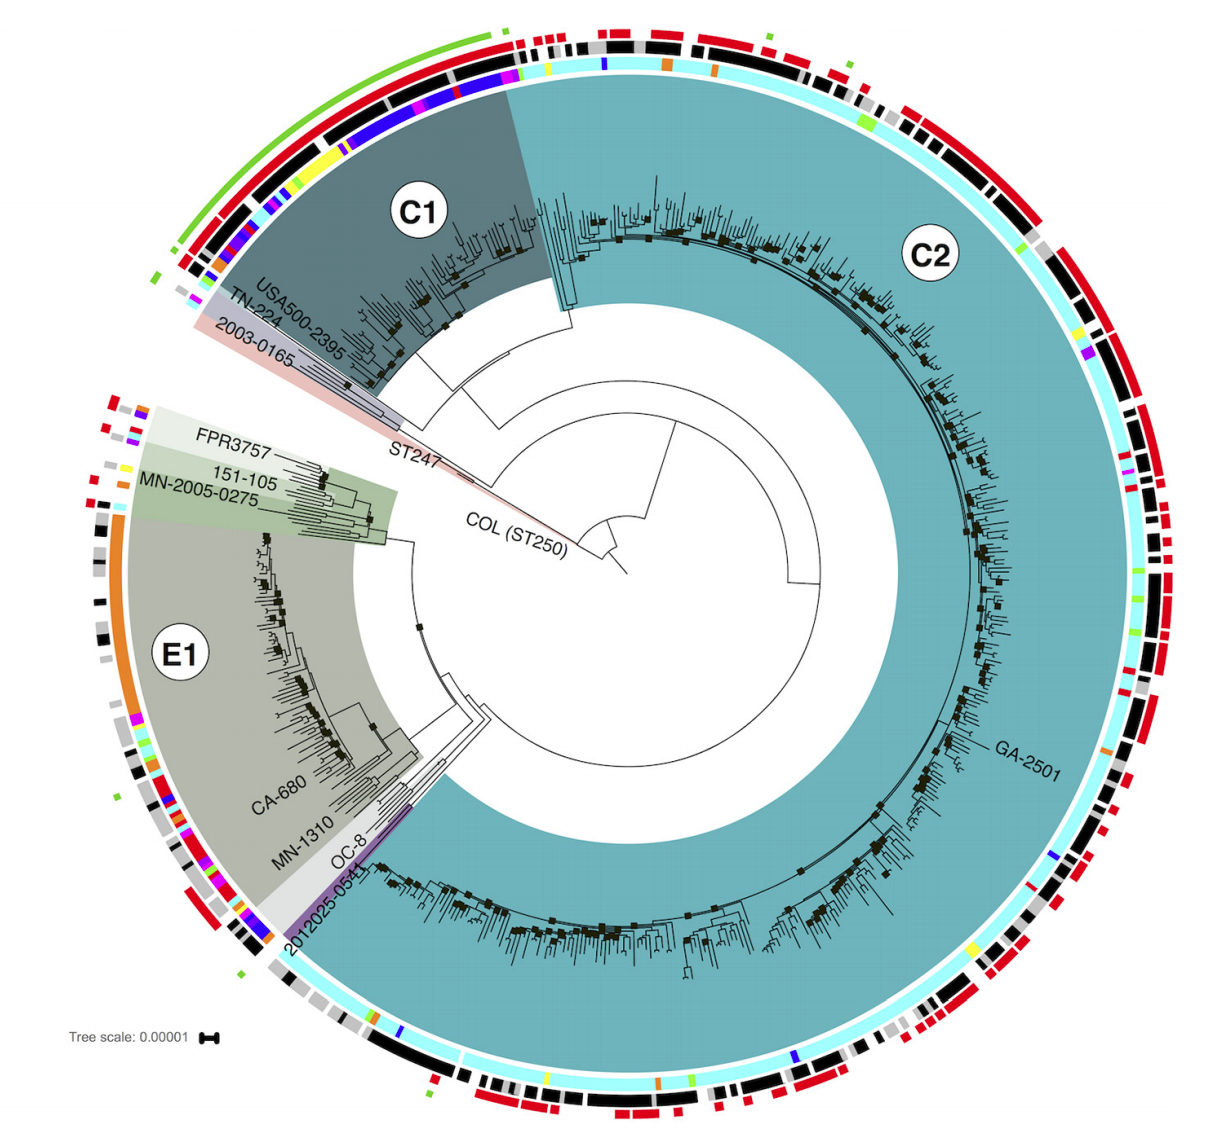 C1
C2
USA500-2395
TN-224
2003-0165
ST247
COL (ST250)
FPR3757
151-105
MN-2005-0275
E1
GA-2501
CA-680
MN-1310
OC-8
2012025-0541
Tree scale: 0.00001